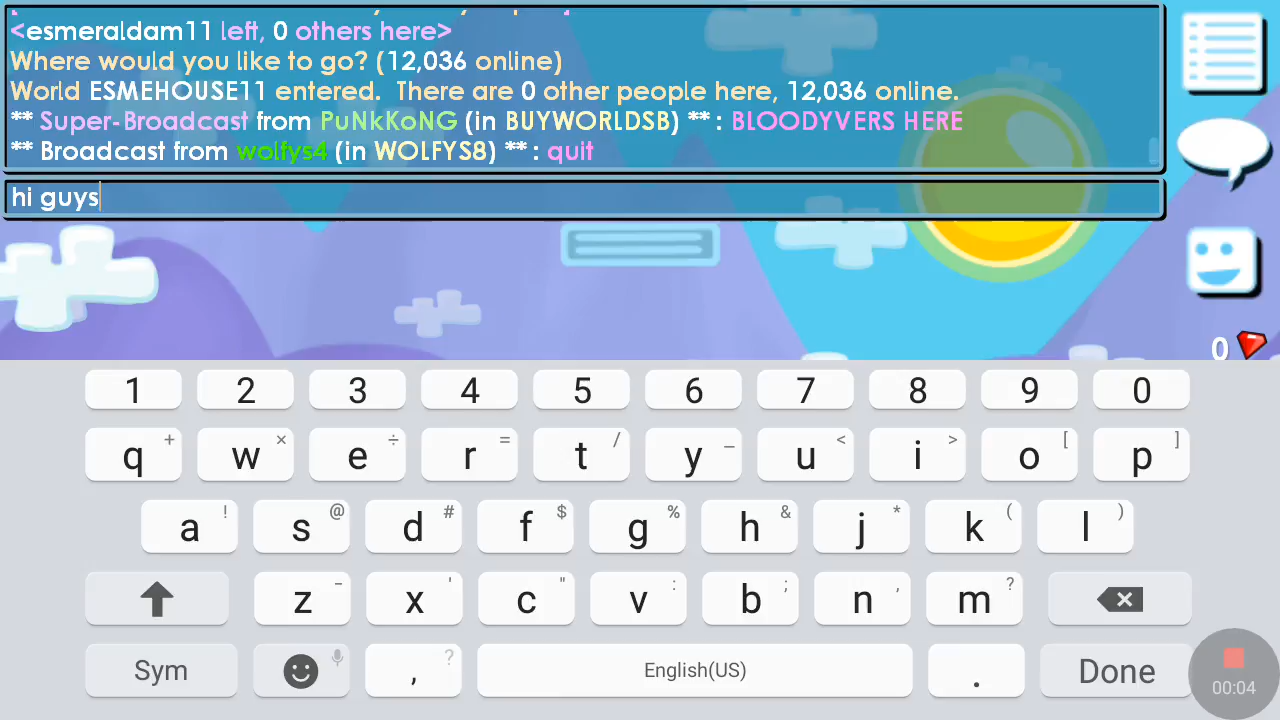 <esmeraldam11 left, 0 others here>
Where would you like to go? (12,036 online)
World ESMEHOUSE11 entered. There are 0 other people here, 12,036 online.
** Super-Broadcast from PuNkKoNG (in BUYWORLDSB) ** : BLOODYVERS HERE
** Broadcast from wolfys4 (in WOLFYS8) ** : quit
hi guys
0
1 2 3 4 5 6 7 8 9 0
q + w × e ÷ r = t / y _ u < i > o [ p ]
a ! s @ d # f $ g % h & j * k ( l )
z - x ' c " v : b ; n , m ?
Sym , ? English(US) . Done
00:04